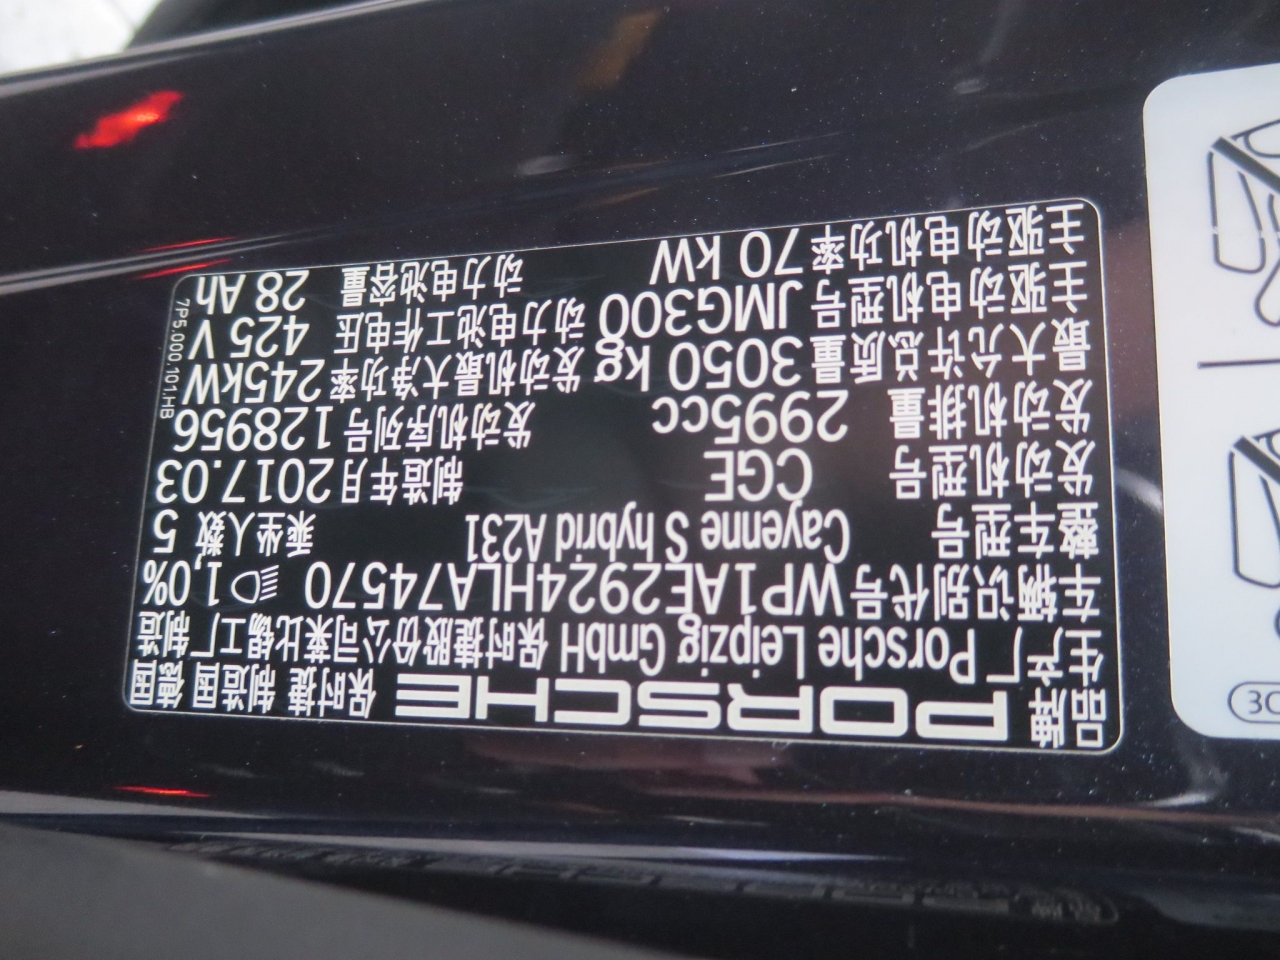 品牌 PORSCHE 保时捷 制造国 德国
生产厂 Porsche Leipzig GmbH 保时捷股份公司莱比锡工厂 制造
车辆识别代号 WP1AE2924HLA74570 1,0%
整车型号 Cayenne S hybrid A231 乘坐人数 5
发动机型号 CGE 制造年月 2017.03
发动机排量 2995cc 发动机序列号 128956
最大允许总质量 3050 kg 发动机最大净功率 245kW
主驱动电机型号 JMG300 动力电池工作电压 425 V
主驱动电机功率 70 kW 动力电池容量 28 Ah
7P5.000.101.HB